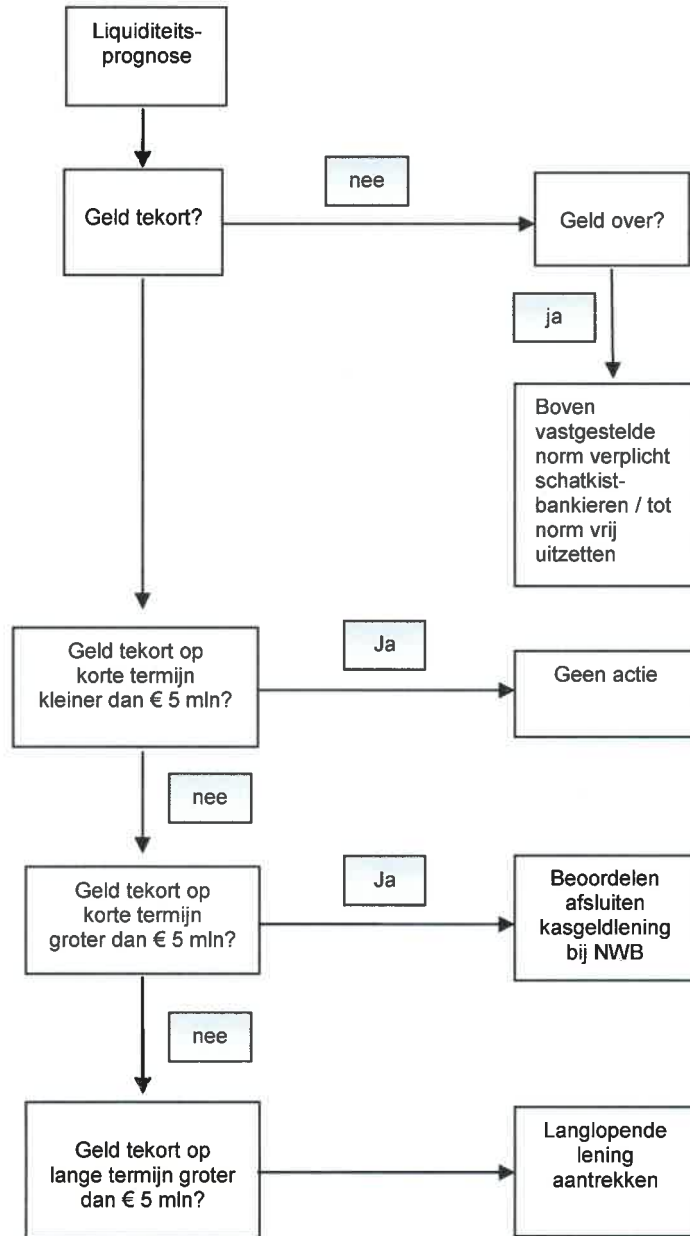 Liquiditeits-
prognose
nee
Geld tekort?
Geld over?
ja
Boven
vastgestelde
norm verplicht
schatkist-
bankieren / tot
norm vrij
uitzetten
Geld tekort op
korte termijn
kleiner dan € 5 mln?
Ja
Geen actie
nee
Geld tekort op
korte termijn
groter dan € 5 mln?
Ja
Beoordelen
afsluiten
kasgeldlening
bij NWB
nee
Geld tekort op
lange termijn groter
dan € 5 mln?
Langlopende
lening
aantrekken